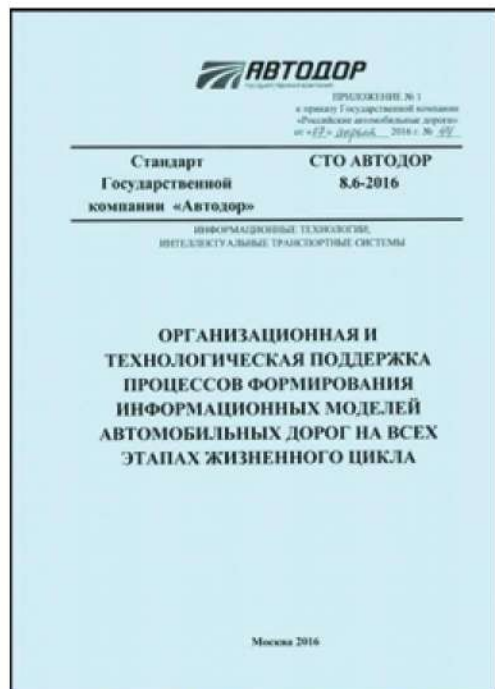 АВТОДОР
ПРИЛОЖЕНИЕ № 1
к приказу Государственной компании
«Российские автомобильные дороги»
2016 г. №
Стандарт
Государственной
компании «Автодор»
СТО АВТОДОР
8.6-2016
ИНФОРМАЦИОННЫЕ ТЕХНОЛОГИИ,
ИНТЕЛЛЕКТУАЛЬНЫЕ ТРАНСПОРТНЫЕ СИСТЕМЫ
ОРГАНИЗАЦИОННАЯ И
ТЕХНОЛОГИЧЕСКАЯ ПОДДЕРЖКА
ПРОЦЕССОВ ФОРМИРОВАНИЯ
ИНФОРМАЦИОННЫХ МОДЕЛЕЙ
АВТОМОБИЛЬНЫХ ДОРОГ НА ВСЕХ
ЭТАПАХ ЖИЗНЕННОГО ЦИКЛА
Москва 2016